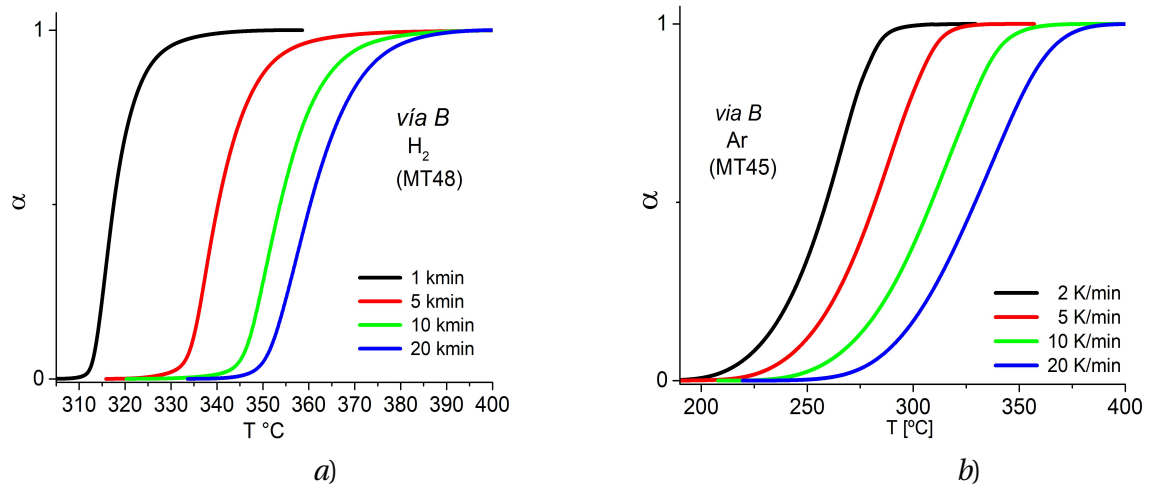 1
α
0
vía B
H2
(MT48)
1 kmin
5 kmin
10 kmin
20 kmin
310 320 330 340 350 360 370 380 390 400
T °C
a)
1
α
0
via B
Ar
(MT45)
2 K/min
5 K/min
10 K/min
20 K/min
200 250 300 350 400
T [ºC]
b)